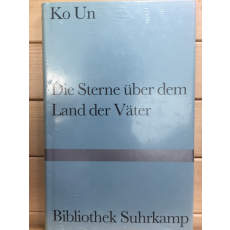 Ko Un
Die Sterne über dem
Land der Väter
Bibliothek Suhrkamp